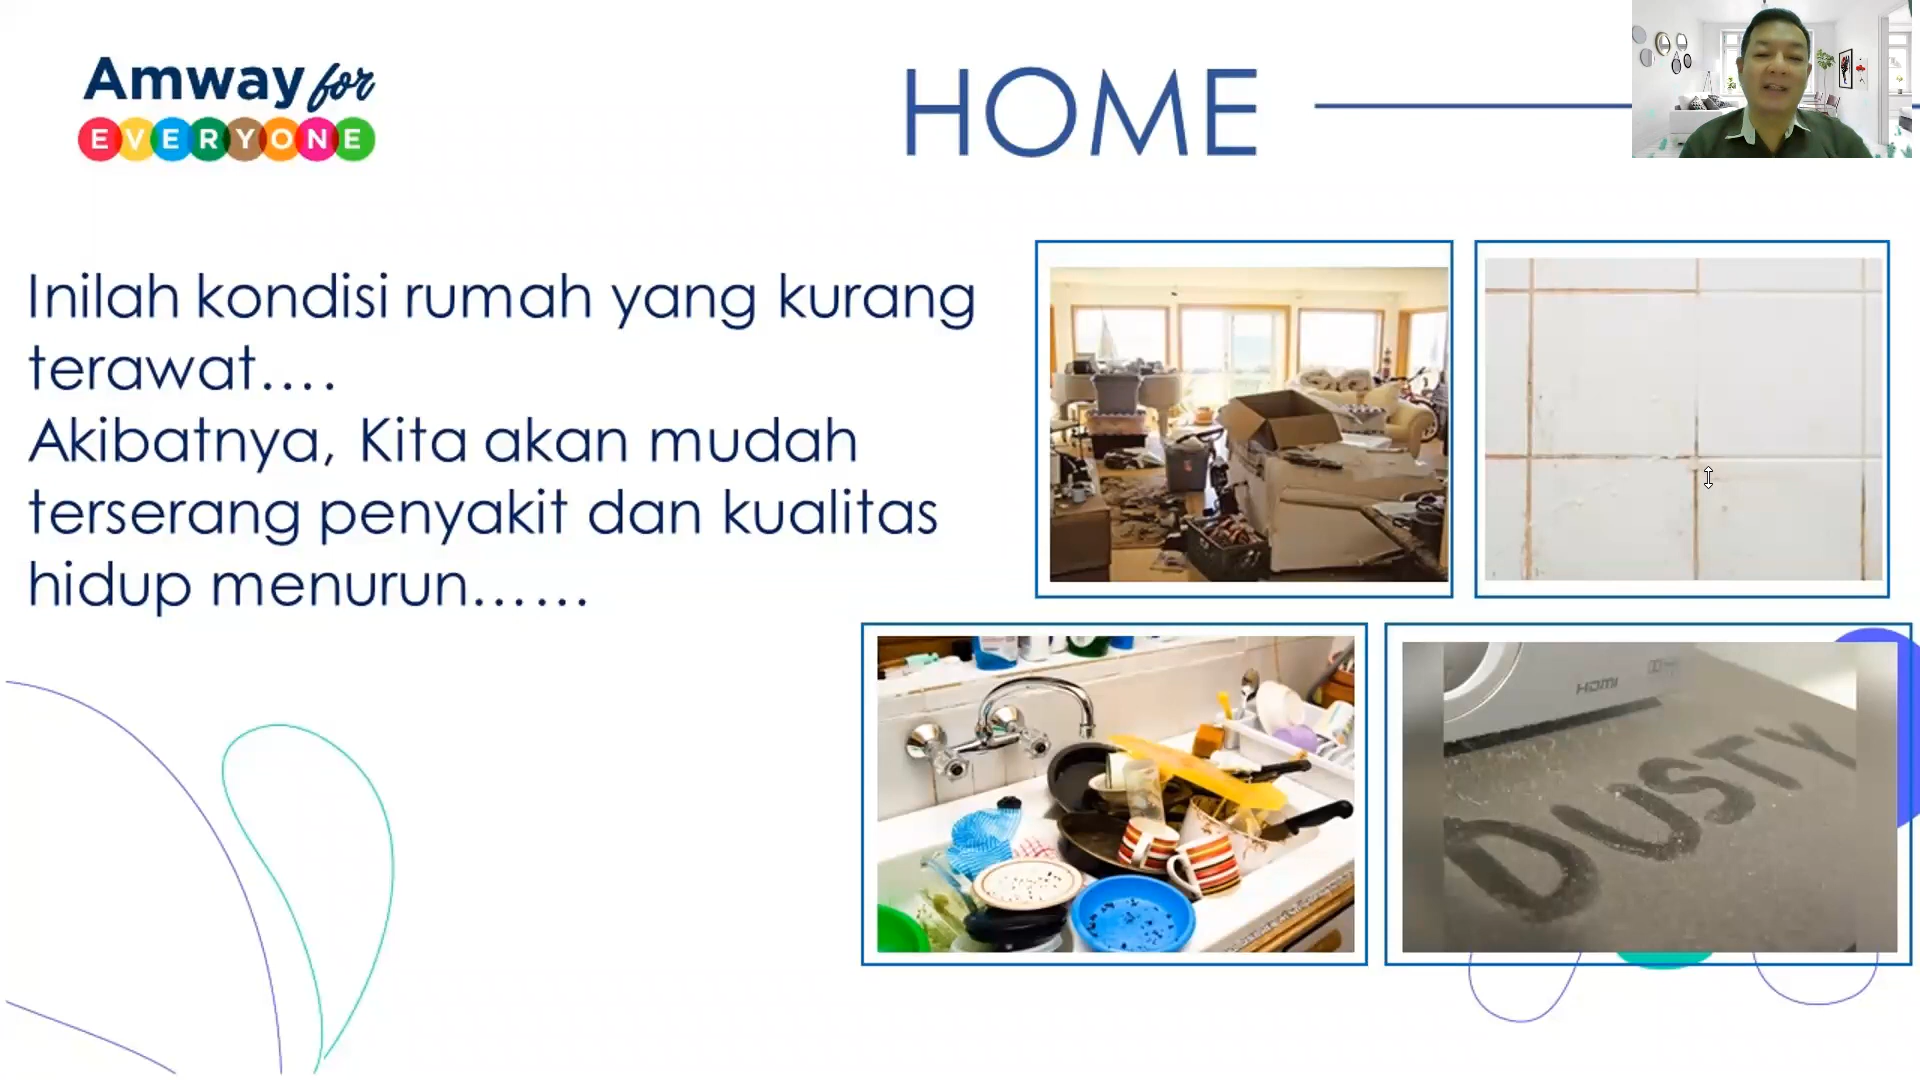 Amway for
EVERYONE
HOME
Inilah kondisi rumah yang kurang
terawat....
Akibatnya, Kita akan mudah
terserang penyakit dan kualitas
hidup menurun......
HDMI
DUSTY